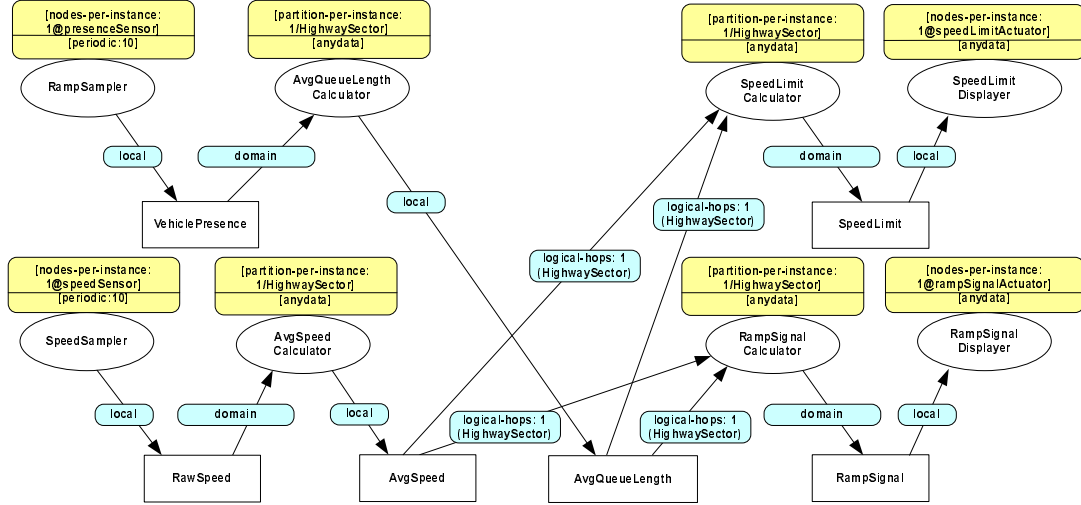 [nodes-per-instance:
1@presenceSensor]
[periodic:10]
RampSampler
[partition-per-instance:
1/HighwaySector]
[anydata]
AvgQueueLength
Calculator
[partition-per-instance:
1/HighwaySector]
[anydata]
SpeedLimit
Calculator
[nodes-per-instance:
1@speedLimitActuator]
[anydata]
SpeedLimit
Displayer
local
domain
domain
local
local
logical-hops: 1
(HighwaySector)
VehiclePresence
SpeedLimit
logical-hops: 1
(HighwaySector)
[nodes-per-instance:
1@speedSensor]
[periodic:10]
SpeedSampler
[partition-per-instance:
1/HighwaySector]
[anydata]
AvgSpeed
Calculator
[partition-per-instance:
1/HighwaySector]
[anydata]
RampSignal
Calculator
[nodes-per-instance:
1@rampSignalActuator]
[anydata]
RampSignal
Displayer
local
domain
local
logical-hops: 1
(HighwaySector)
logical-hops: 1
(HighwaySector)
domain
local
RawSpeed
AvgSpeed
AvgQueueLength
RampSignal